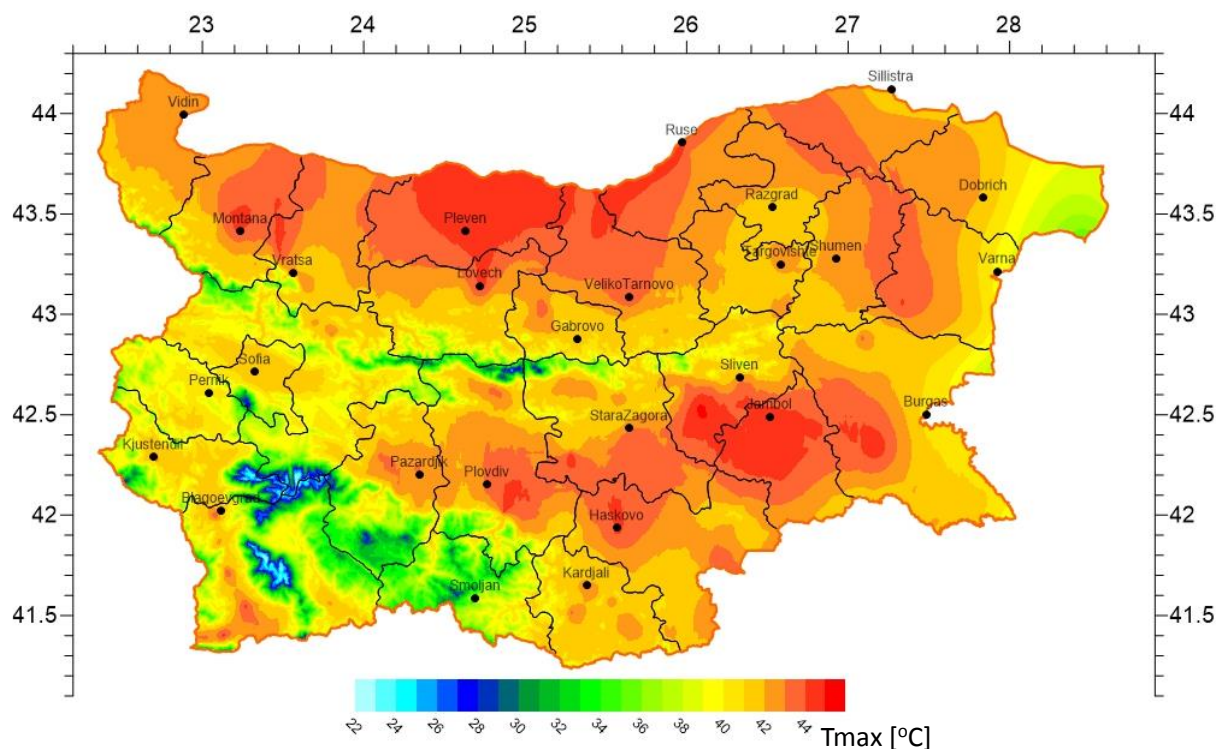 23 24 25 26 27 28
Sillistra
44 Vidin 44
Ruse
Dobrich
Razgrad
43.5 Montana Pleven 43.5
Targovishte Shumen
Vratsa Varna
Lovech
VelikoTarnovo
43 43
Gabrovo
Sofia
Sliven
Pernik
42.5 Jambol Burgas 42.5
StaraZagora
Kjustendil
Pazardjik Plovdiv
42 Blagoevgrad Haskovo 42
Smoljan Kardjali
41.5 41.5
22 24 26 28 30 32 34 36 38 40 42 44
Tmax [°C]